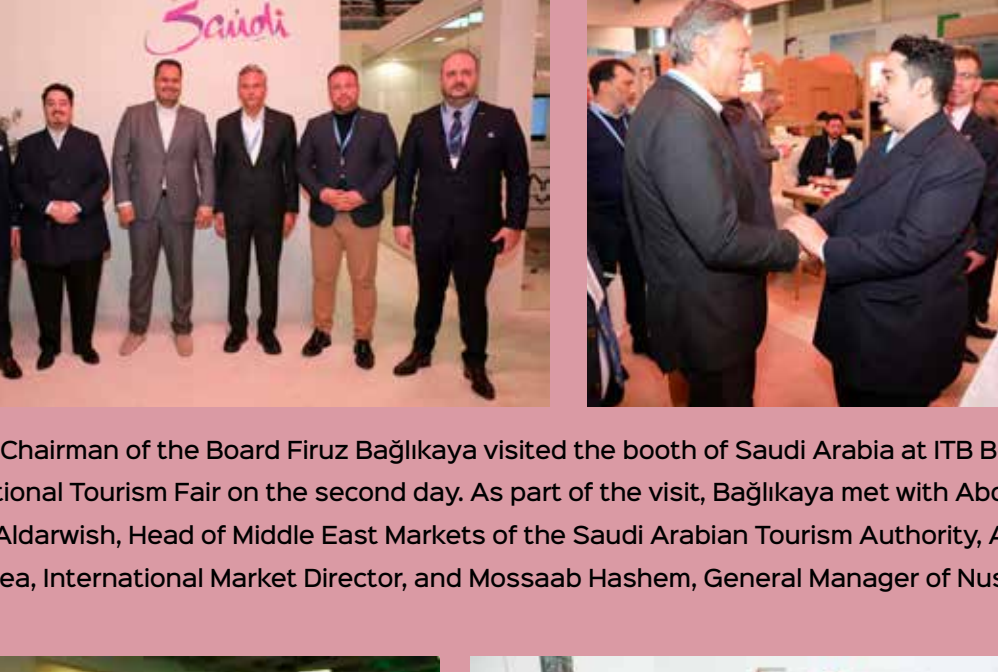 Saudi
Chairman of the Board Firuz Bağlıkaya visited the booth of Saudi Arabia at ITB B
tional Tourism Fair on the second day. As part of the visit, Bağlıkaya met with Abd
Aldarwish, Head of Middle East Markets of the Saudi Arabian Tourism Authority, A
ea, International Market Director, and Mossaab Hashem, General Manager of Nus